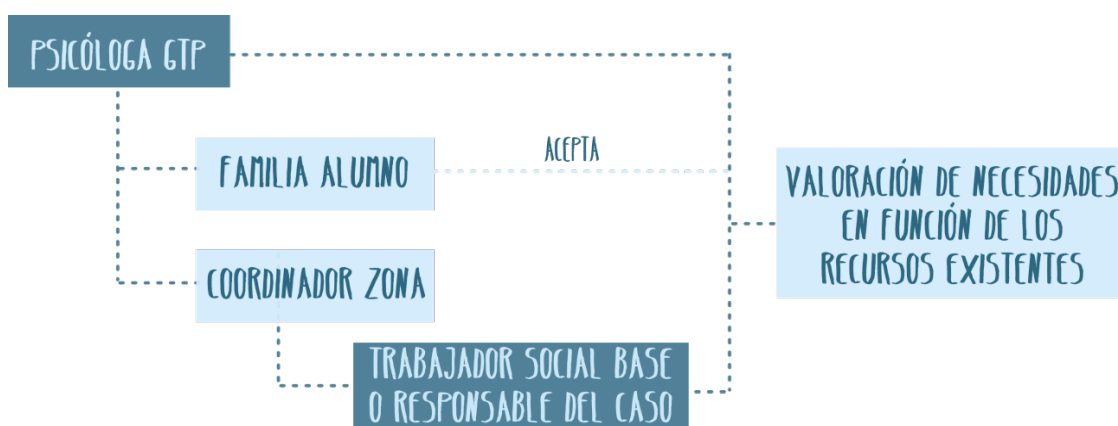 PSICÓLOGA GTP
FAMILIA ALUMNO
ACEPTA
COORDINADOR ZONA
TRABAJADOR SOCIAL BASE
O RESPONSABLE DEL CASO
VALORACIÓN DE NECESIDADES
EN FUNCIÓN DE LOS
RECURSOS EXISTENTES